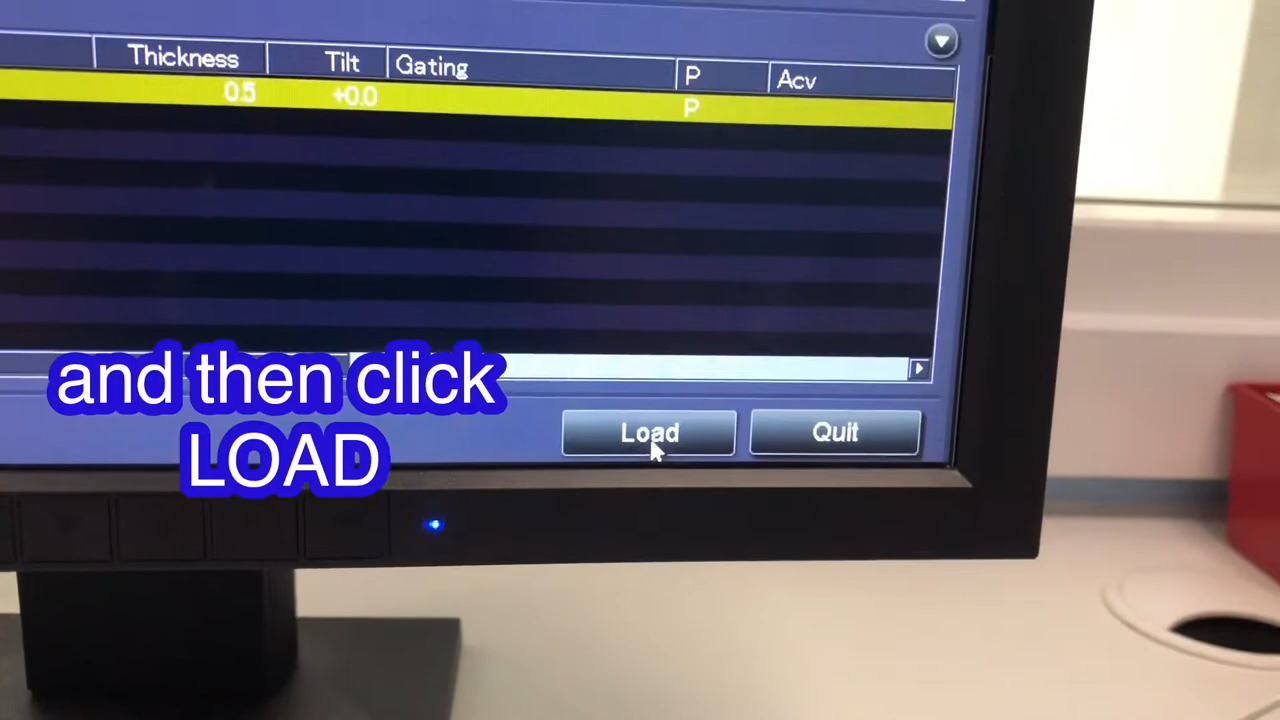 Thickness Tilt Gating P Acv
0.5 +0.0 P
and then click
LOAD
Load Quit